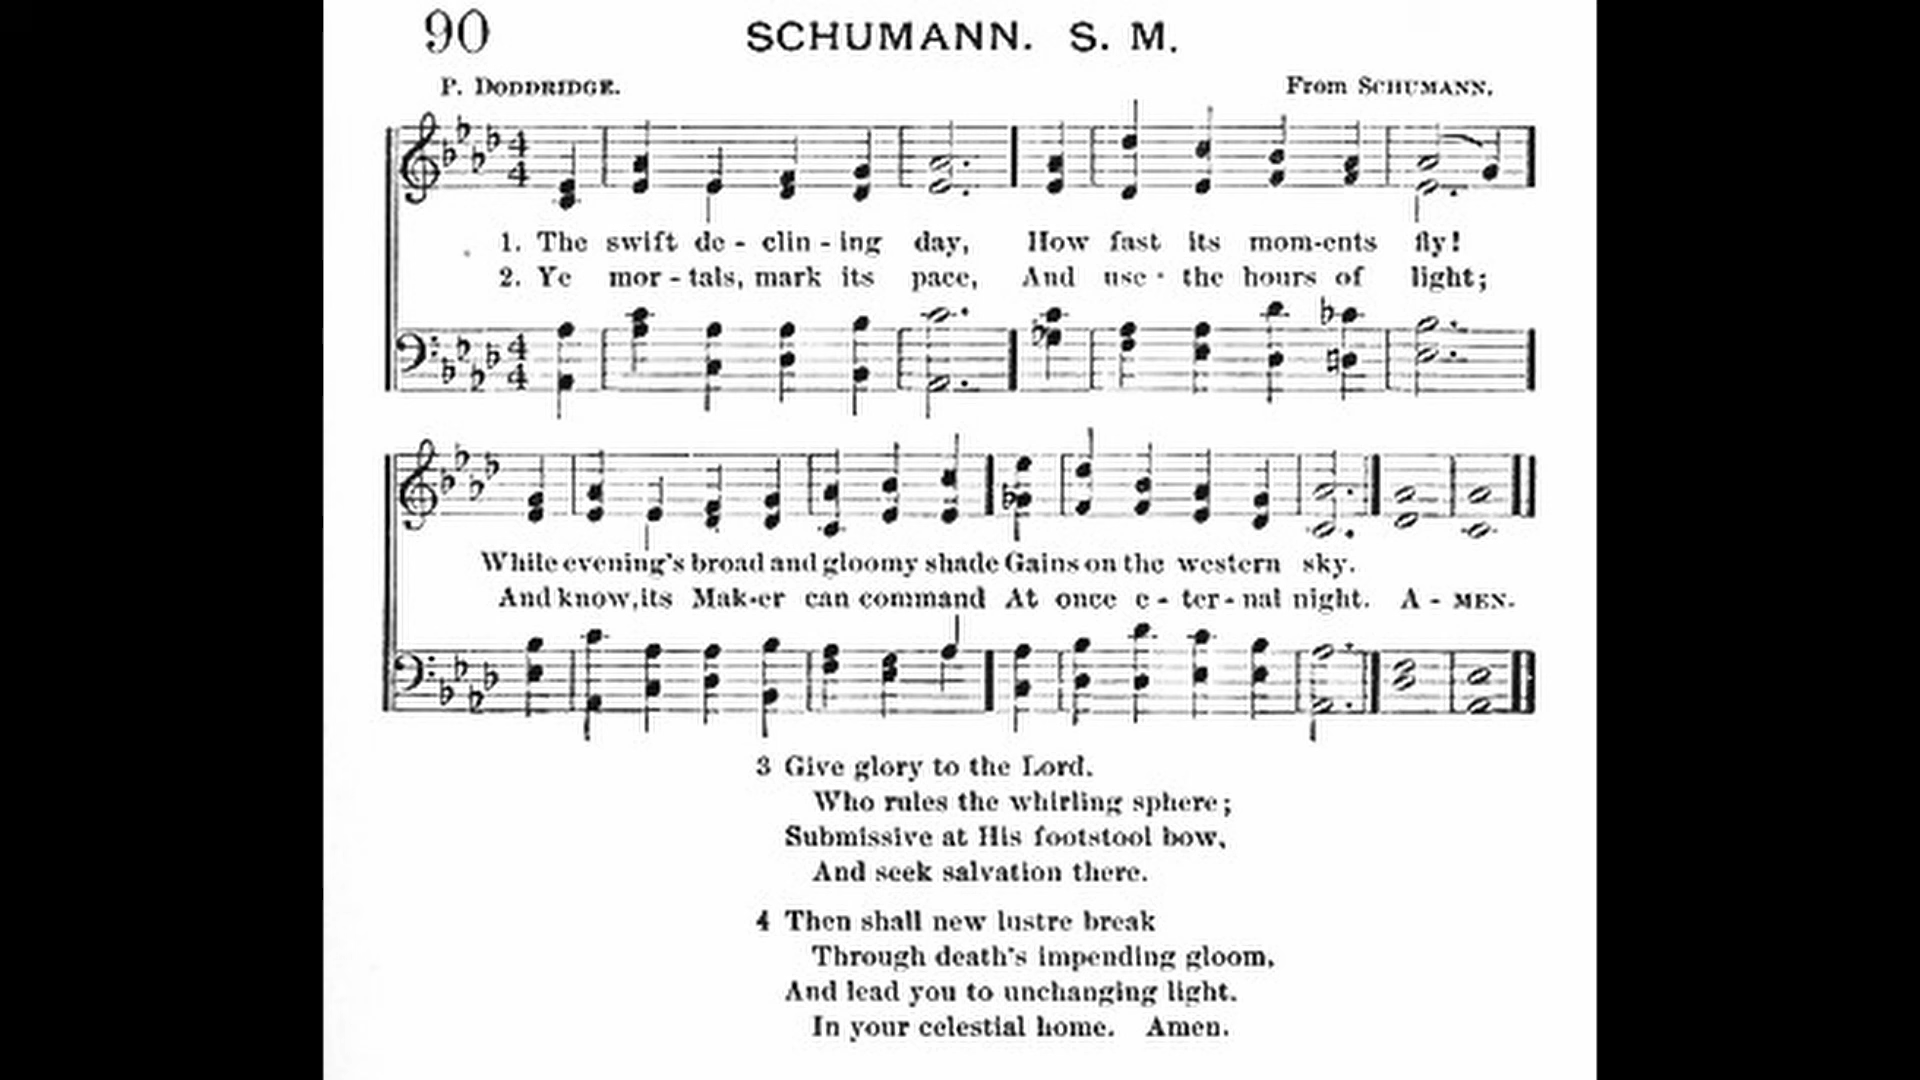 90 SCHUMANN. S. M.
P. DODDRIDGE. From SCHUMANN.
1. The swift de - clin - ing day, How fast its mom-ents fly!
2. Ye mor - tals, mark its pace, And use the hours of light;
While evening's broad and gloomy shade Gains on the western sky.
And know, its Mak-er can command At once e - ter - nal night. A - MEN.
3 Give glory to the Lord.
Who rules the whirling sphere;
Submissive at His footstool bow,
And seek salvation there.
4 Then shall new lustre break
Through death's impending gloom,
And lead you to unchanging light.
In your celestial home. Amen.